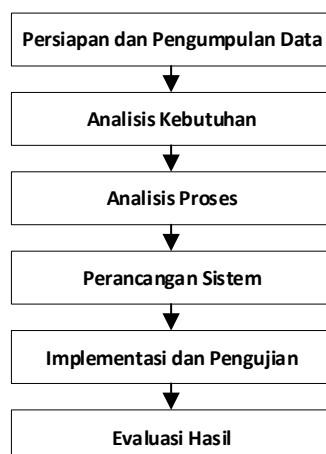 Persiapan dan Pengumpulan Data
Analisis Kebutuhan
Analisis Proses
Perancangan Sistem
Implementasi dan Pengujian
Evaluasi Hasil